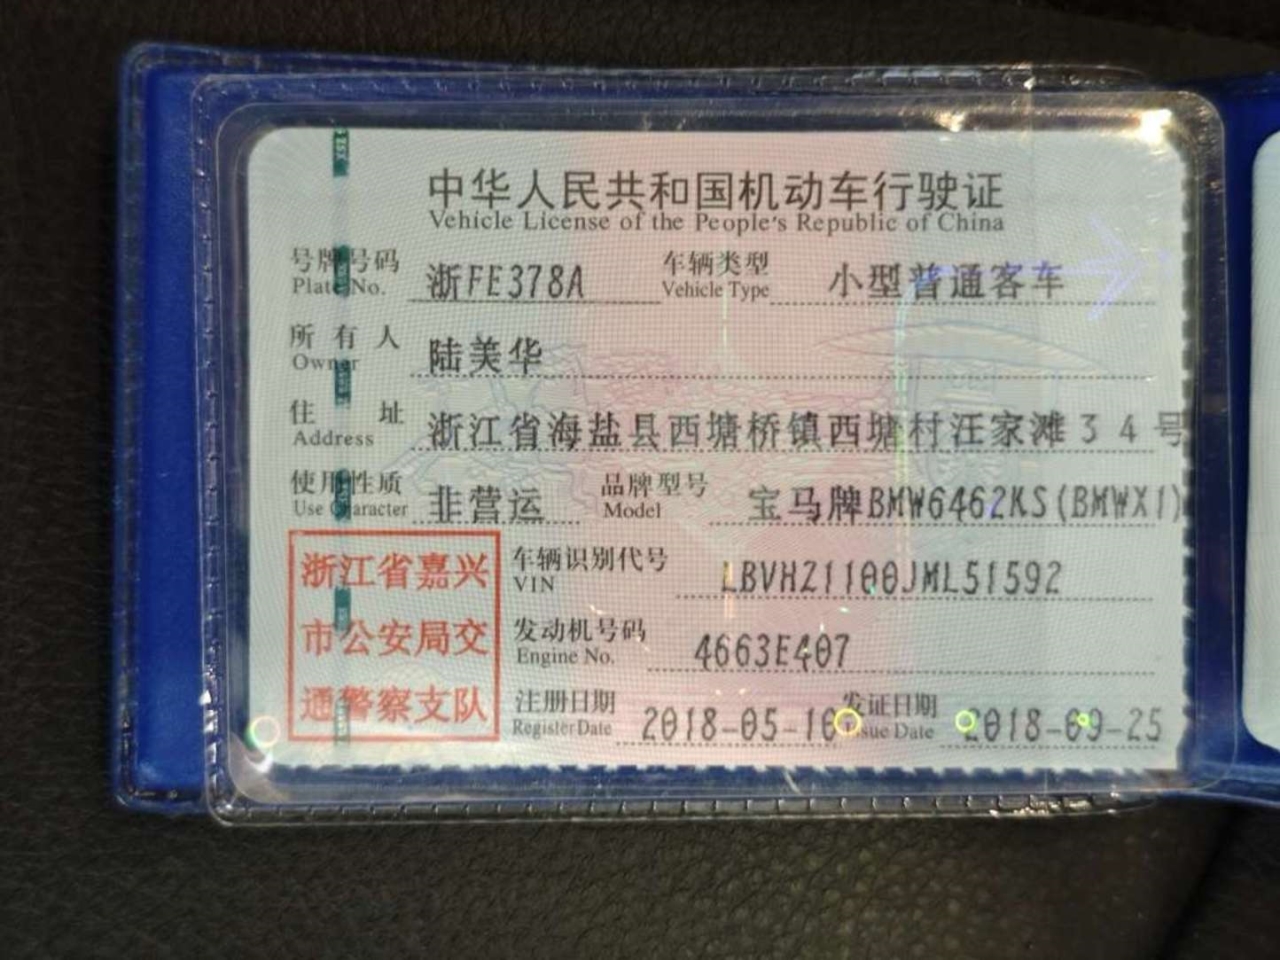 中华人民共和国机动车行驶证
Vehicle License of the People's Republic of China
号牌号码 浙FE378A 车辆类型 小型普通客车
Plate No. Vehicle Type
所有人 陆美华
Owner
住址 浙江省海盐县西塘桥镇西塘村汪家滩34号
Address
使用性质 非营运 品牌型号 宝马牌BMW6462KS(BMWX1)
Use Character Model
浙江省嘉兴
市公安局交
通警察支队
车辆识别代号 LBVHZ1100JML51592
VIN
发动机号码 4663E407
Engine No.
注册日期 2018-05-10 发证日期 2018-09-25
Register Date Issue Date